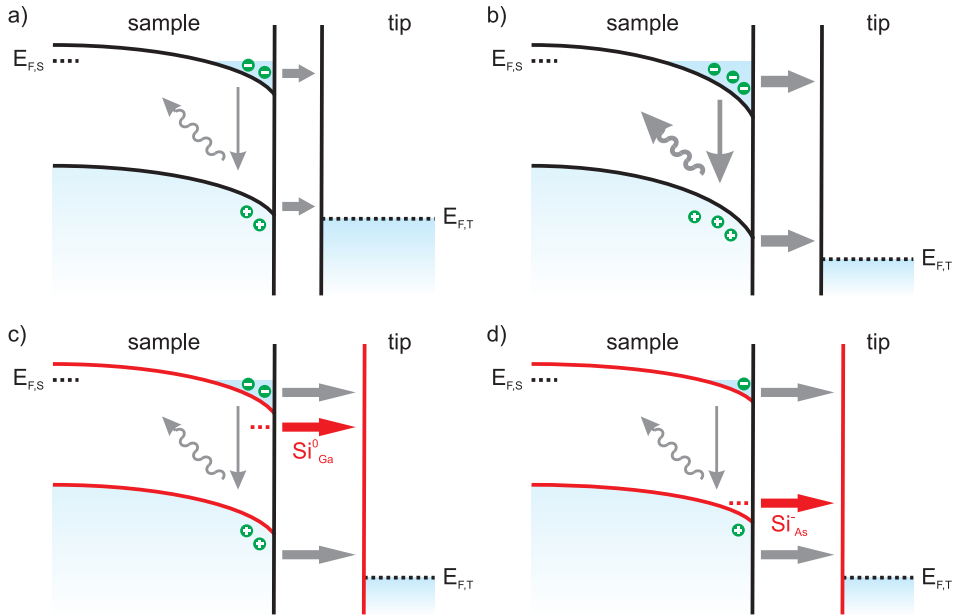 a)
sample
tip
E_F,S
E_F,T
b)
sample
tip
E_F,S
E_F,T
c)
sample
tip
E_F,S
Si^0_Ga
E_F,T
d)
sample
tip
E_F,S
Si^-_As
E_F,T